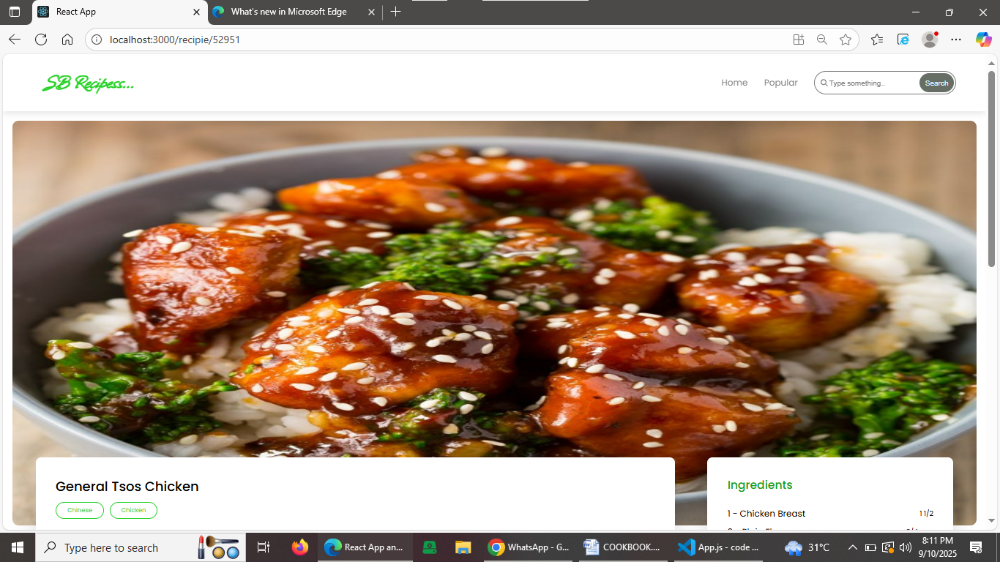 React App
What's new in Microsoft Edge
localhost:3000/recipie/52951
SB Recipess...
Home
Popular
Type something..
Search
General Tsos Chicken
Chinese
Chicken
Ingredients
1 - Chicken Breast
1 1/2
Type here to search
React App an...
WhatsApp - G...
COOKBOOK....
App.js - code ...
31°C
8:11 PM
9/10/2025